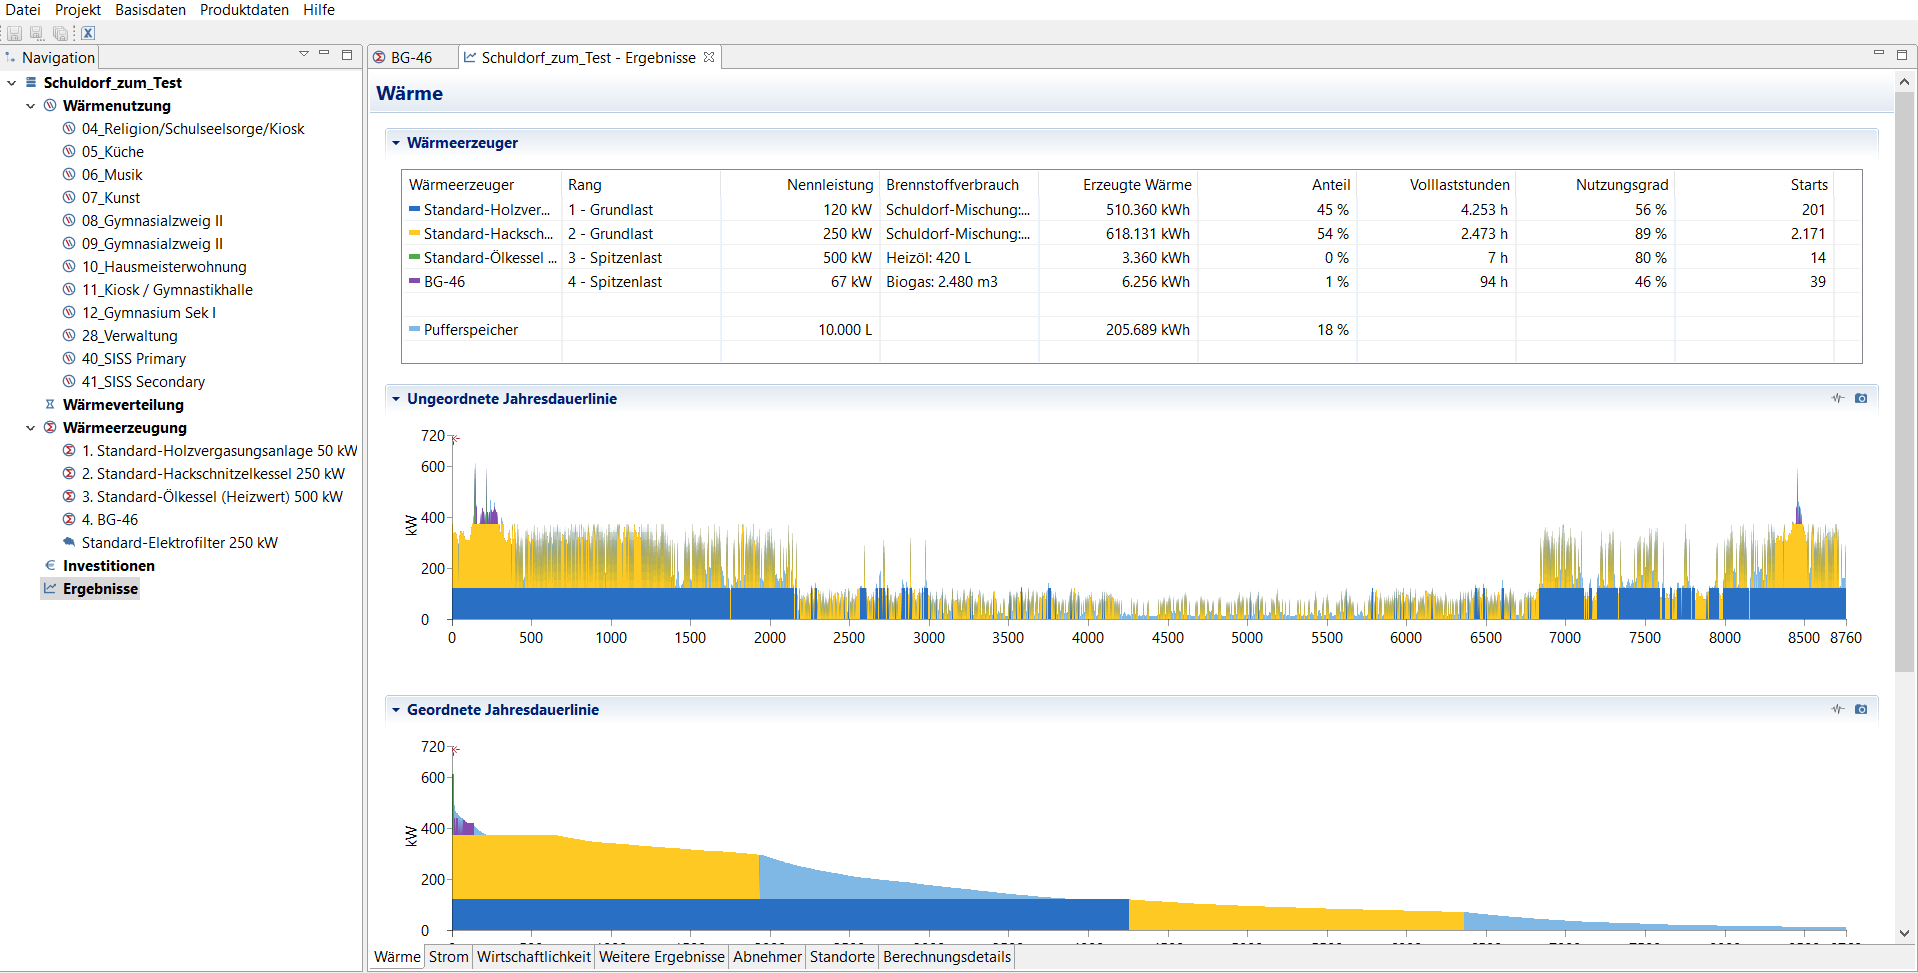 Datei Projekt Basisdaten Produktdaten Hilfe
Navigation
Schuldorf_zum_Test
Wärmenutzung
04_Religion/Schulseelsorge/Kiosk
05_Küche
06_Musik
07_Kunst
08_Gymnasialzweig II
09_Gymnasialzweig II
10_Hausmeisterwohnung
11_Kiosk / Gymnastikhalle
12_Gymnasium Sek I
28_Verwaltung
40_SISS Primary
41_SISS Secondary
Wärmeverteilung
Wärmeerzeugung
1. Standard-Holzvergasungsanlage 50 kW
2. Standard-Hackschnitzelkessel 250 kW
3. Standard-Ölkessel (Heizwert) 500 kW
4. BG-46
Standard-Elektrofilter 250 kW
Investitionen
Ergebnisse
BG-46 Schuldorf_zum_Test - Ergebnisse
Wärme
Wärmeerzeuger
Wärmeerzeuger Rang Nennleistung Brennstoffverbrauch Erzeugte Wärme Anteil Volllaststunden Nutzungsgrad Starts
Standard-Holzver... 1 - Grundlast 120 kW Schuldorf-Mischung:... 510.360 kWh 45 % 4.253 h 56 % 201
Standard-Hacksch... 2 - Grundlast 250 kW Schuldorf-Mischung:... 618.131 kWh 54 % 2.473 h 89 % 2.171
Standard-Ölkessel ... 3 - Spitzenlast 500 kW Heizöl: 420 L 3.360 kWh 0 % 7 h 80 % 14
BG-46 4 - Spitzenlast 67 kW Biogas: 2.480 m3 6.256 kWh 1 % 94 h 46 % 39
Pufferspeicher 10.000 L 205.689 kWh 18 %
Ungeordnete Jahresdauerlinie
720
600
400
200
0
kW
0 500 1000 1500 2000 2500 3000 3500 4000 4500 5000 5500 6000 6500 7000 7500 8000 8500 8760
Geordnete Jahresdauerlinie
720
600
400
200
0
kW
Wärme Strom Wirtschaftlichkeit Weitere Ergebnisse Abnehmer Standorte Berechnungsdetails